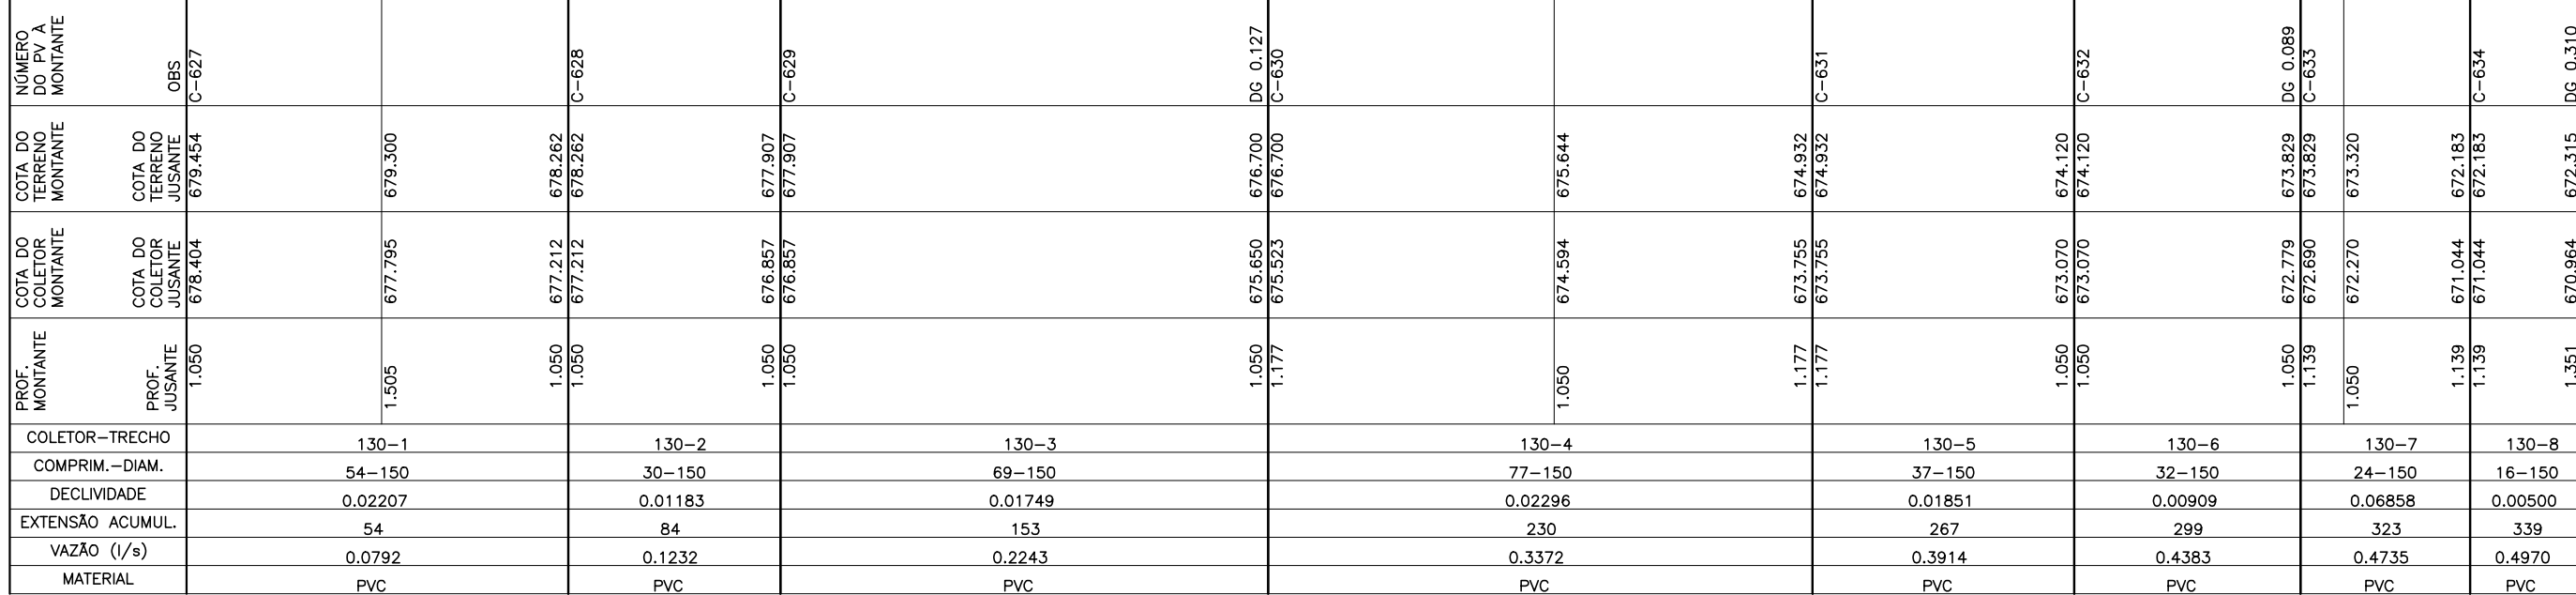 NÚMERO
DO PV À
MONTANTE
OBS
C-627
C-628
C-629
DG 0.127
C-630
C-631
C-632
DG 0.089
C-633
C-634
DG 0.310
COTA DO
TERRENO
MONTANTE
COTA DO
TERRENO
JUSANTE
679.454
679.300
678.262
678.262
677.907
677.907
676.700
676.700
675.644
674.932
674.932
674.120
674.120
673.829
673.829
673.320
672.183
672.183
672.315
COTA DO
COLETOR
MONTANTE
COTA DO
COLETOR
JUSANTE
678.404
677.795
677.212
677.212
676.857
676.857
675.650
675.523
674.594
673.755
673.755
673.070
673.070
672.779
672.690
672.270
671.044
671.044
670.964
PROF.
MONTANTE
PROF.
JUSANTE
1.050
1.505
1.050
1.050
1.050
1.050
1.050
1.177
1.050
1.177
1.177
1.050
1.050
1.050
1.139
1.050
1.139
1.139
1.351
COLETOR-TRECHO 130-1 130-2 130-3 130-4 130-5 130-6 130-7 130-8
COMPRIM.-DIAM. 54-150 30-150 69-150 77-150 37-150 32-150 24-150 16-150
DECLIVIDADE 0.02207 0.01183 0.01749 0.02296 0.01851 0.00909 0.06858 0.00500
EXTENSÃO ACUMUL. 54 84 153 230 267 299 323 339
VAZÃO (l/s) 0.0792 0.1232 0.2243 0.3372 0.3914 0.4383 0.4735 0.4970
MATERIAL PVC PVC PVC PVC PVC PVC PVC PVC